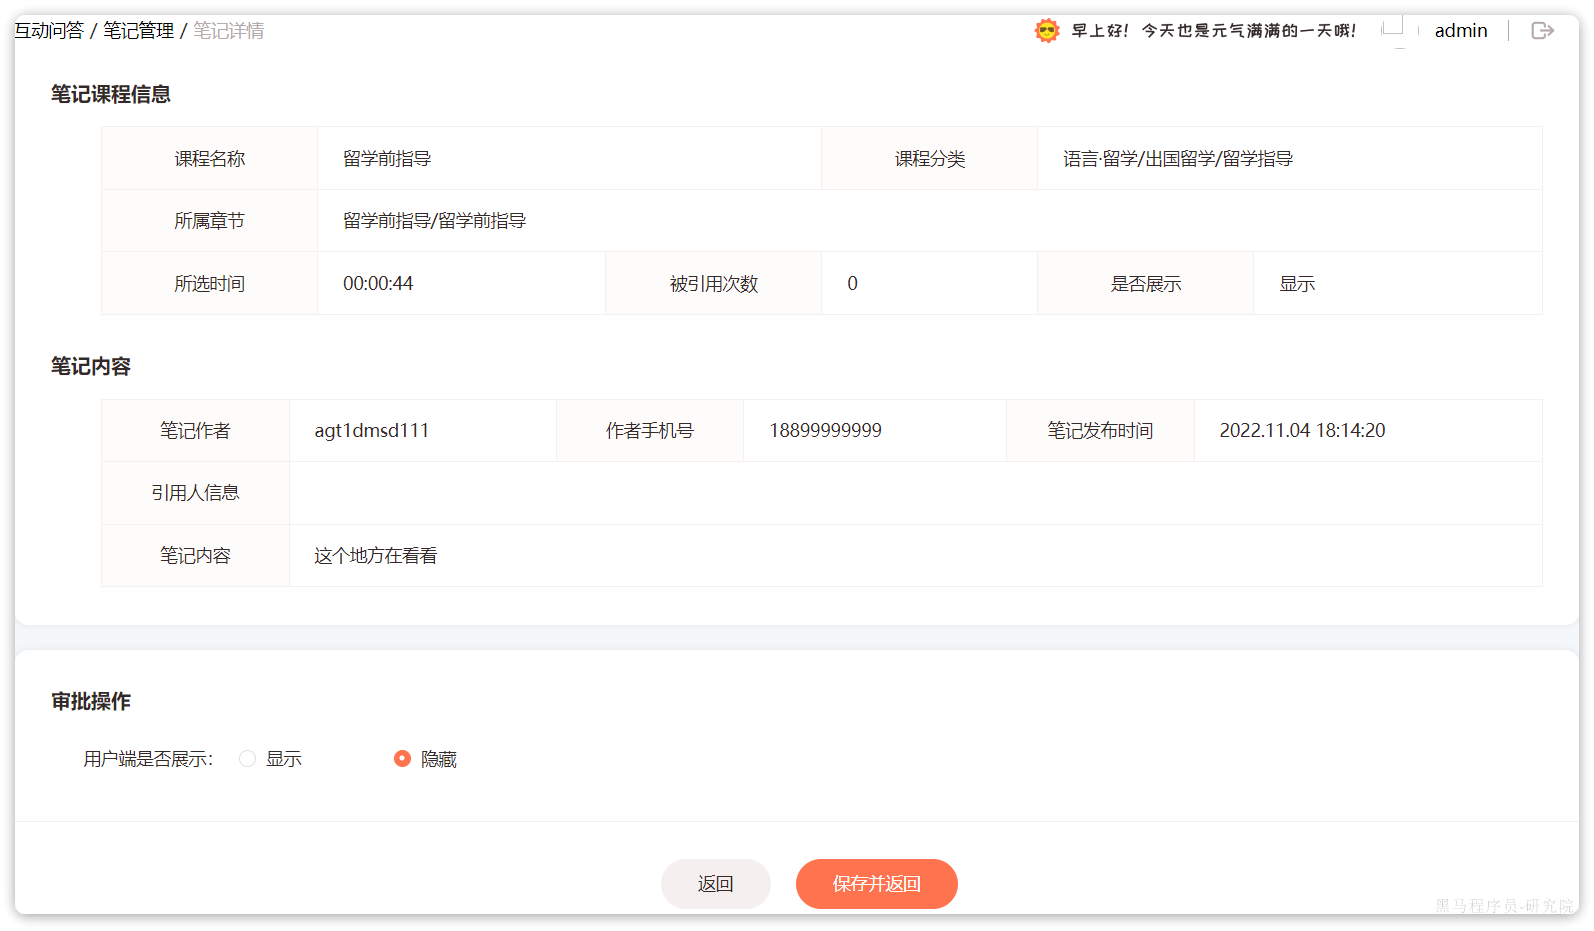 互动问答 / 笔记管理 / 笔记详情 早上好！今天也是元气满满的一天哦！ admin
笔记课程信息
课程名称 留学前指导 课程分类 语言·留学/出国留学/留学指导
所属章节 留学前指导/留学前指导
所选时间 00:00:44 被引用次数 0 是否展示 显示
笔记内容
笔记作者 agt1dmsd111 作者手机号 18899999999 笔记发布时间 2022.11.04 18:14:20
引用人信息
笔记内容 这个地方在看看
审批操作
用户端是否展示： 显示 隐藏
返回 保存并返回
黑马程序员-研究院